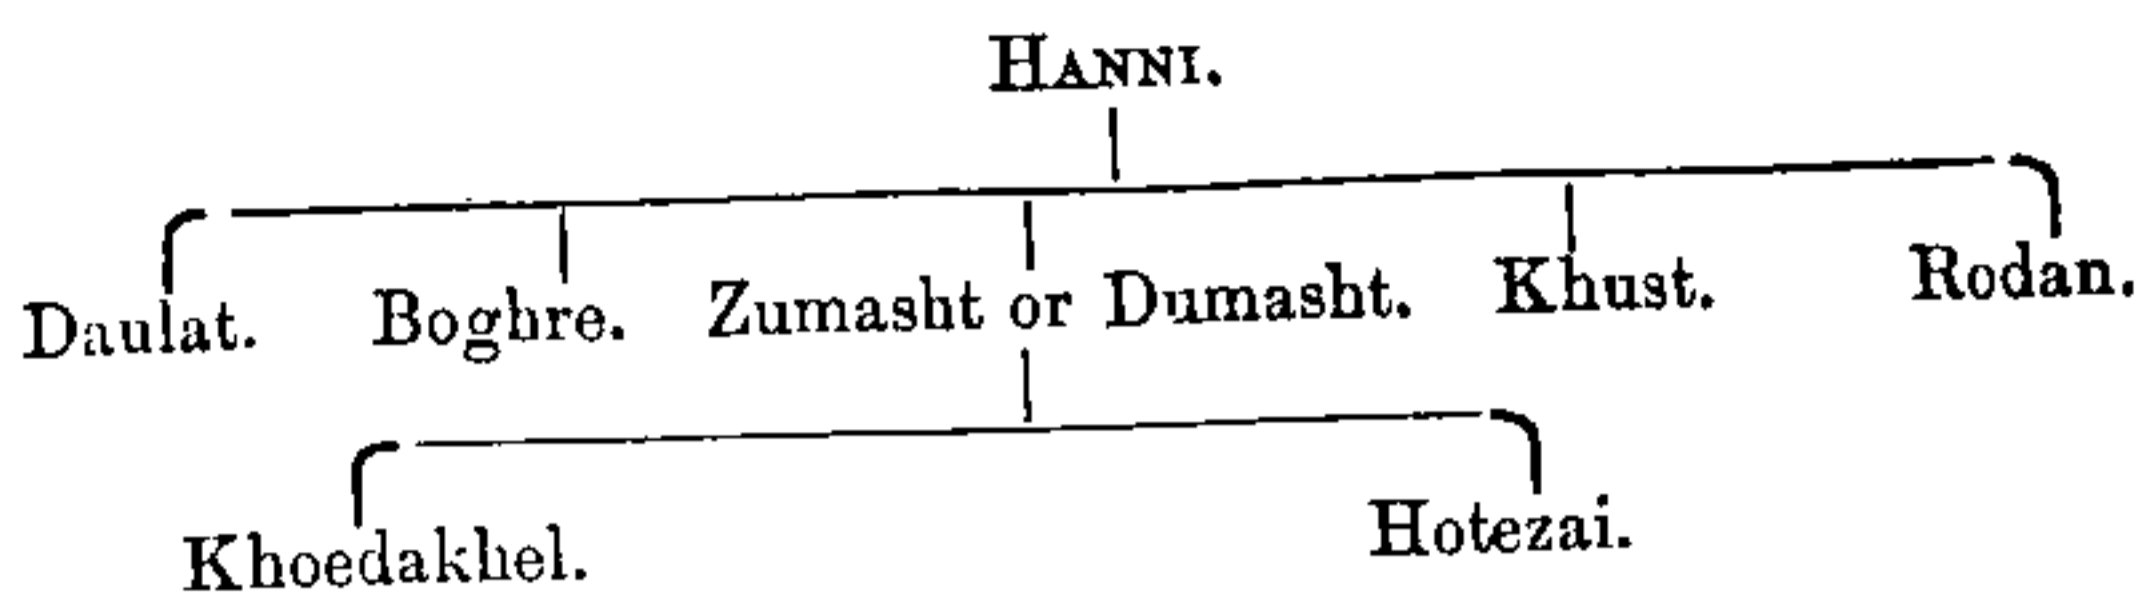 HANNI.
Daulat. Boghre. Zumasht or Dumasht. Khust. Rodan.
Khoedakhel. Hotezai.